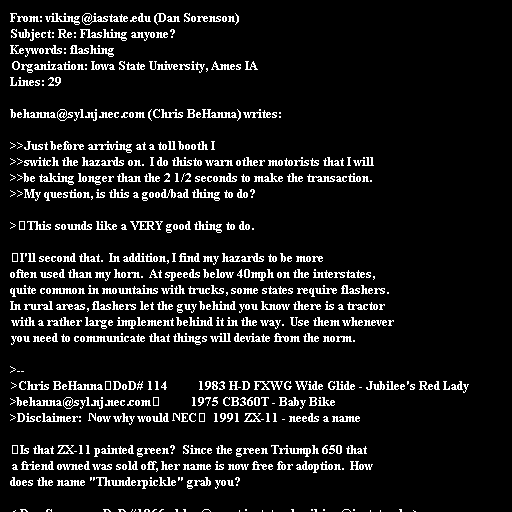 From: viking@iastate.edu (Dan Sorenson)
Subject: Re: Flashing anyone?
Keywords: flashing
Organization: Iowa State University, Ames IA
Lines: 29

behanna@syl.nj.nec.com (Chris BeHanna) writes:

>>Just before arriving at a toll booth I
>>switch the hazards on.  I do thisto warn other motorists that I will
>>be taking longer than the 2 1/2 seconds to make the transaction.
>>My question, is this a good/bad thing to do?

>▯This sounds like a VERY good thing to do.

▯I'll second that.  In addition, I find my hazards to be more
often used than my horn.  At speeds below 40mph on the interstates,
quite common in mountains with trucks, some states require flashers.
In rural areas, flashers let the guy behind you know there is a tractor
with a rather large implement behind it in the way.  Use them whenever
you need to communicate that things will deviate from the norm.

>--
>Chris BeHanna▯DoD# 114         1983 H-D FXWG Wide Glide - Jubilee's Red Lady
>behanna@syl.nj.nec.com▯         1975 CB360T - Baby Bike
>Disclaimer:  Now why would NEC▯  1991 ZX-11 - needs a name

▯Is that ZX-11 painted green?  Since the green Triumph 650 that
a friend owned was sold off, her name is now free for adoption.  How
does the name "Thunderpickle" grab you?